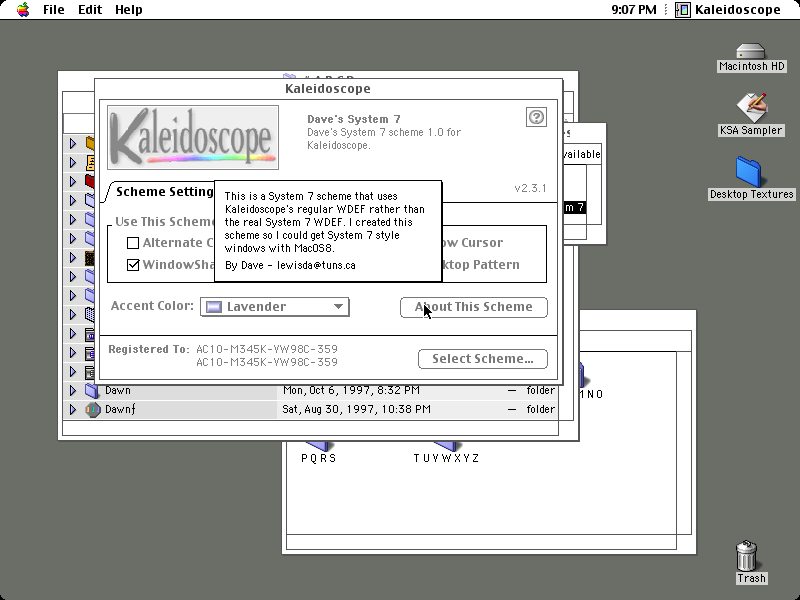 File Edit Help
9:07 PM
Kaleidoscope
Macintosh HD
KSA Sampler
Desktop Textures
Trash
Kaleidoscope
Kaleidoscope
Dave's System 7
Dave's System 7 scheme 1.0 for
Kaleidoscope.
v2.3.1
Scheme Setting
This is a System 7 scheme that uses
Kaleidoscope's regular WDEF rather than
the real System 7 WDEF. I created this
scheme so I could get System 7 style
windows with MacOS8.
By Dave - lewisda@tuns.ca
Use This Scheme
Alternate C
WindowSha
ow Cursor
ktop Pattern
Accent Color:
Lavender
About This Scheme
Registered To: AC10-M345K-VW98C-359
AC10-M345K-VW98C-359
Select Scheme...
vailable
m 7
Dawn Mon, Oct 6, 1997, 8:32 PM — folder
Dawnƒ Sat, Aug 30, 1997, 10:38 PM — folder
N O
P Q R S
T U V W X Y Z